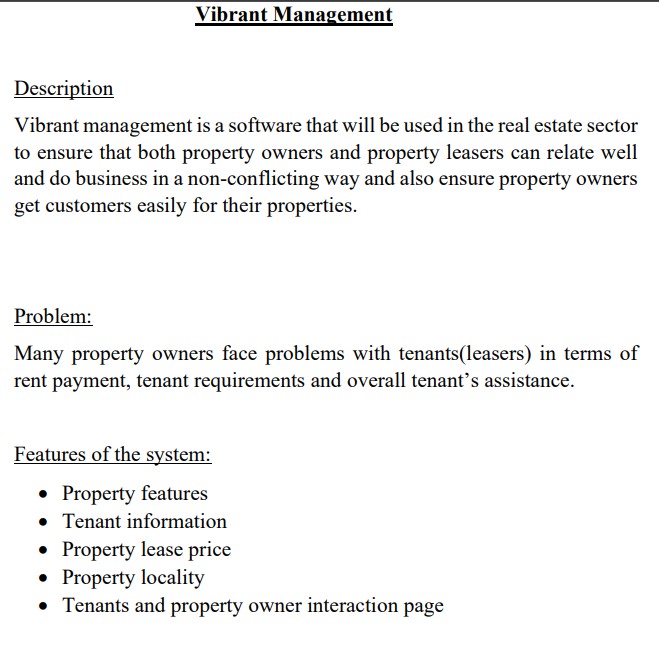 Vibrant Management
Description
Vibrant management is a software that will be used in the real estate sector
to ensure that both property owners and property leasers can relate well
and do business in a non-conflicting way and also ensure property owners
get customers easily for their properties.
Problem:
Many property owners face problems with tenants(leasers) in terms of
rent payment, tenant requirements and overall tenant’s assistance.
Features of the system:
• Property features
• Tenant information
• Property lease price
• Property locality
• Tenants and property owner interaction page